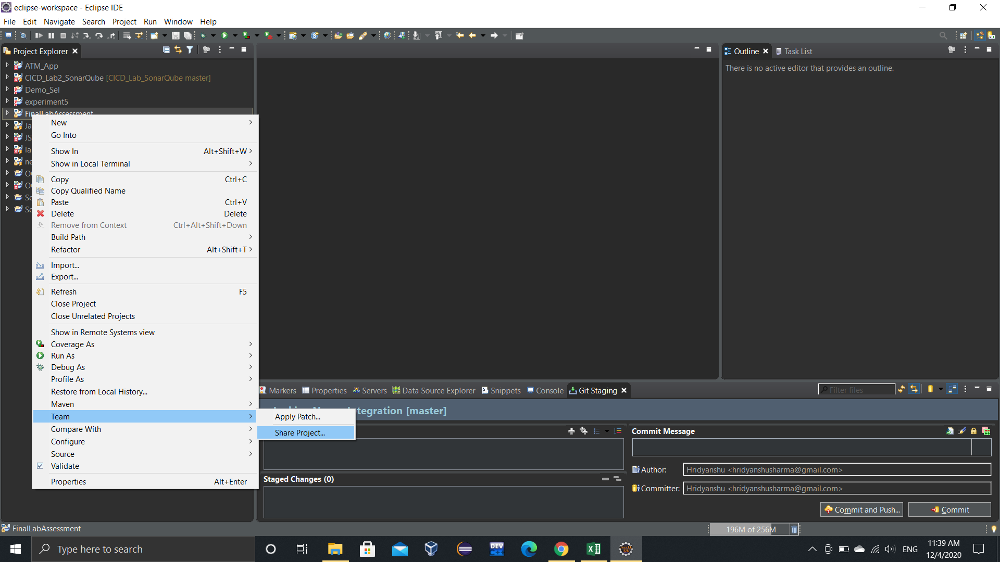 eclipse-workspace - Eclipse IDE
File Edit Navigate Search Project Run Window Help
Project Explorer
Outline Task List
There is no active editor that provides an outline.
ATM_App
CICD_Lab2_SonarQube [CICD_Lab_SonarQube master]
Demo_Sel
experiment5
FinalLabAssessment
Ja
JS
la
ne
Se
New
Go Into
Show In Alt+Shift+W
Show in Local Terminal
Copy Ctrl+C
Copy Qualified Name
Paste Ctrl+V
Delete Delete
Remove from Context Ctrl+Alt+Shift+Down
Build Path
Refactor Alt+Shift+T
Import...
Export...
Refresh F5
Close Project
Close Unrelated Projects
Show in Remote Systems view
Coverage As
Run As
Debug As
Profile As
Restore from Local History...
Maven
Team
Compare With
Configure
Source
Validate
Properties Alt+Enter
Apply Patch...
Share Project...
Markers Properties Servers Data Source Explorer Snippets Console Git Staging
Filter files
tegration [master]
Commit Message
Author: Hridyanshu <hridyanshusharma@gmail.com>
Staged Changes (0)
Committer: Hridyanshu <hridyanshusharma@gmail.com>
Commit and Push... Commit
FinalLabAssessment
196M of 256M
Type here to search
DEV C++
ENG
11:39 AM
12/4/2020